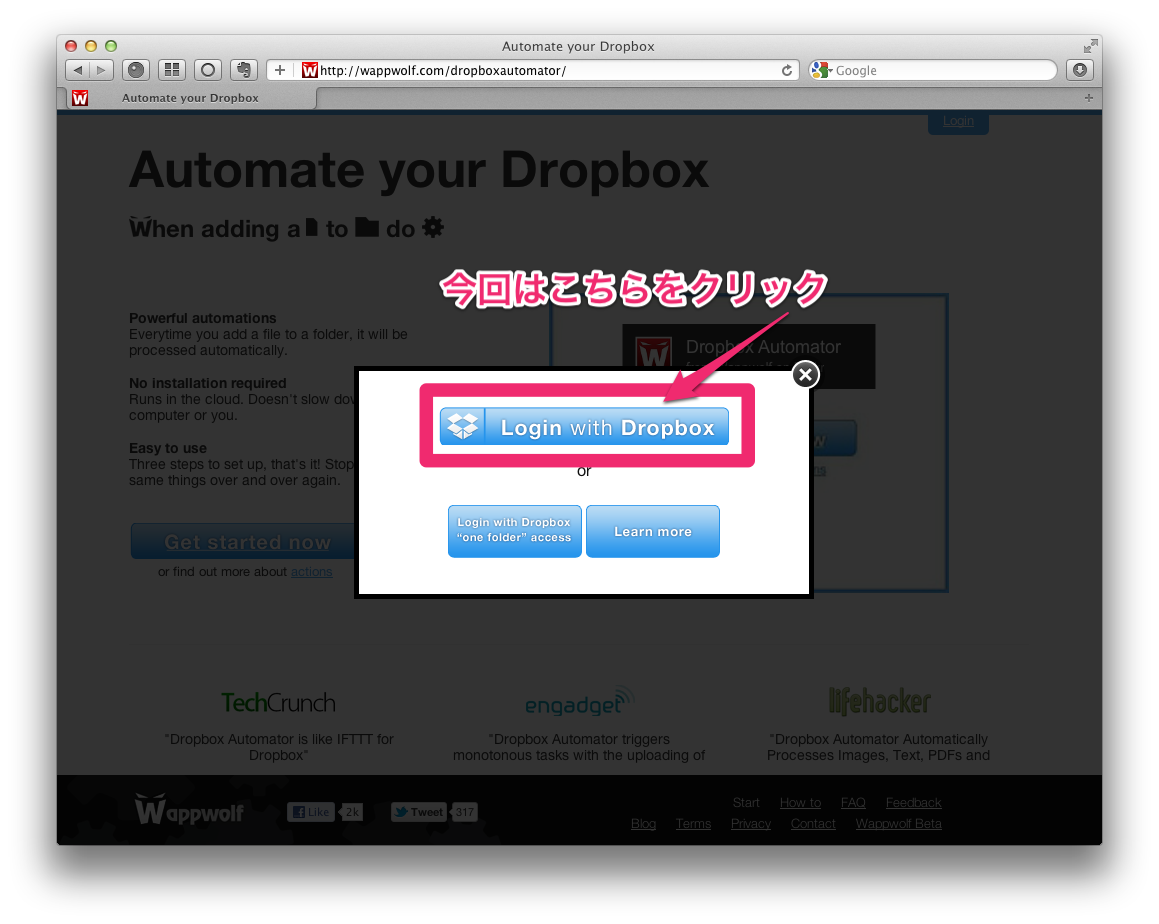 Automate your Dropbox
http://wappwolf.com/dropboxautomator/
Google
Automate your Dropbox
Login
Automate your Dropbox
When adding a to do
今回はこちらをクリック
Powerful automations
Everytime you add a file to a folder, it will be
processed automatically.
No installation required
Runs in the cloud. Doesn't slow
computer or you.
Easy to use
Three steps to set up, that's it! Stop
same things over and over again.
Get started now
or find out more about actions
Dropbox Automator
Login with Dropbox
or
Login with Dropbox
"one folder" access
Learn more
TechCrunch
"Dropbox Automator is like IFTTT for
Dropbox"
engadget
"Dropbox Automator triggers
monotonous tasks with the uploading of
lifehacker
"Dropbox Automator Automatically
Processes Images, Text, PDFs and
Wappwolf
Like
2k
Tweet
317
Start How to FAQ Feedback
Blog Terms Privacy Contact Wappwolf Beta